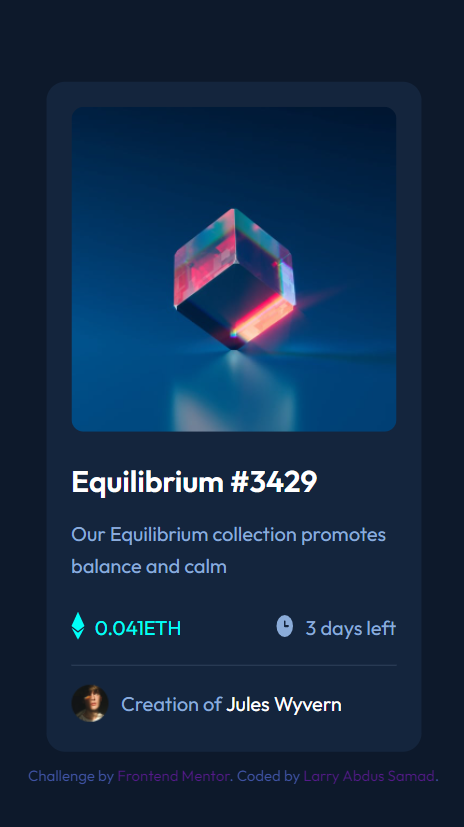 Equilibrium #3429
Our Equilibrium collection promotes
balance and calm
0.041ETH
3 days left
Creation of Jules Wyvern
Challenge by Frontend Mentor. Coded by Larry Abdus Samad.